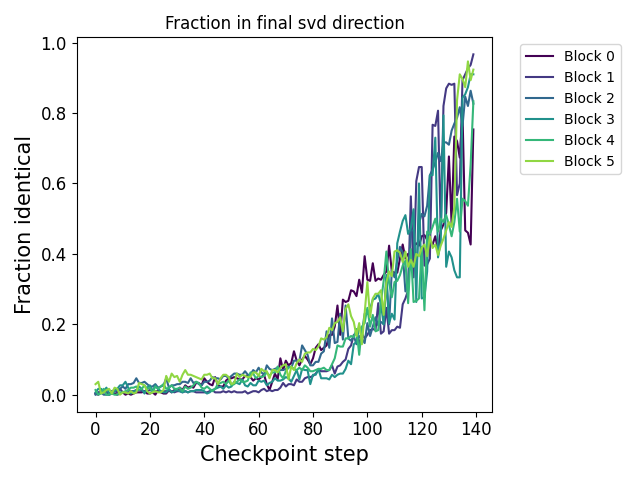 Fraction in final svd direction
Fraction identical
1.0
0.8
0.6
0.4
0.2
0.0
0 20 40 60 80 100 120 140
Checkpoint step
Block 0
Block 1
Block 2
Block 3
Block 4
Block 5